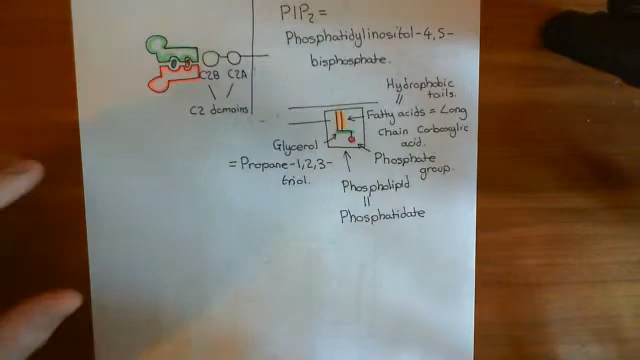 PIP2 =
Phosphatidylinositol-4,5-
bisphosphate.
C2B C2A
C2 domains
Hydrophobic
tails.
||
Fatty acids = Long
chain Carboxylic
acid.
Glycerol
= Propane-1,2,3-
triol.
Phosphate
group.
Phospholipid
||
Phosphatidate